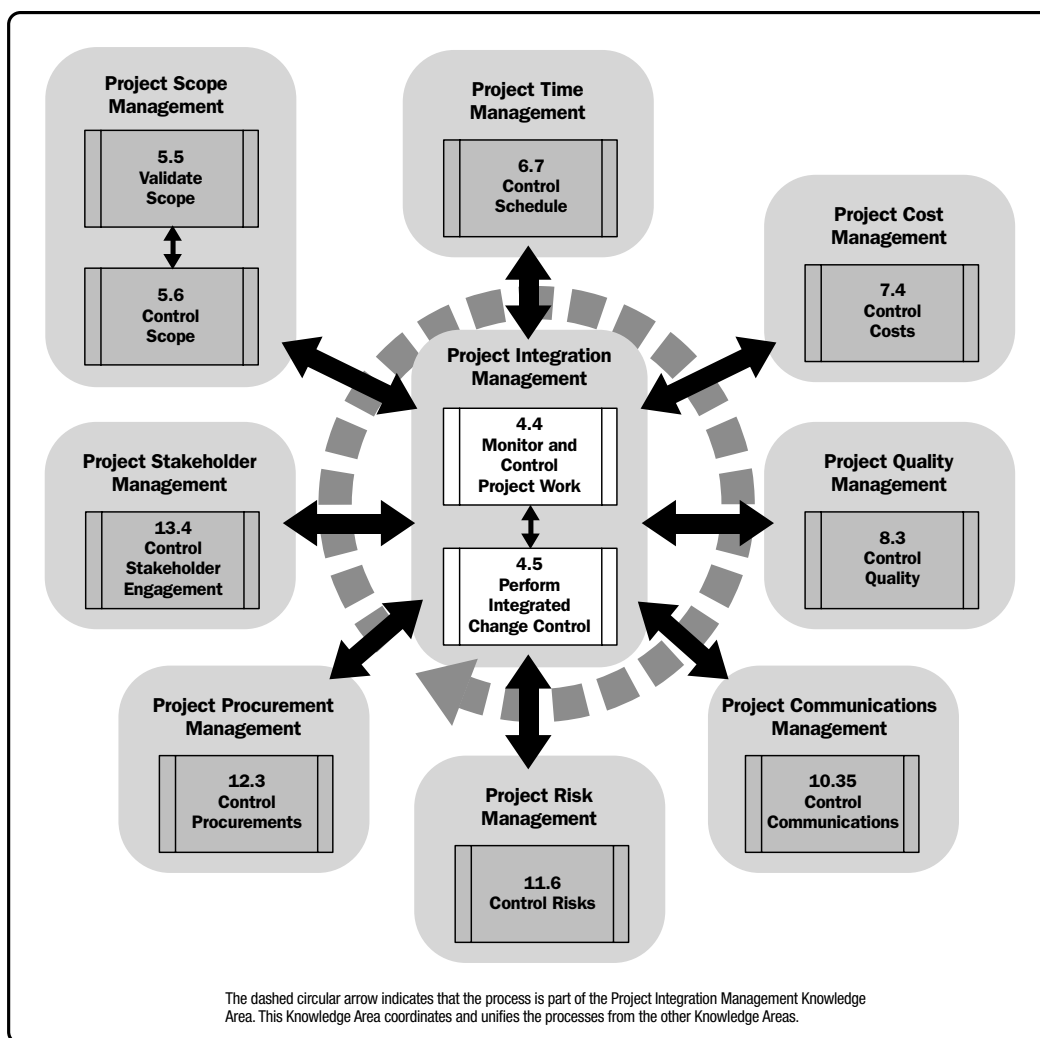 Project Scope
Management
5.5
Validate
Scope
5.6
Control
Scope
Project Time
Management
6.7
Control
Schedule
Project Cost
Management
7.4
Control
Costs
Project Integration
Management
4.4
Monitor and
Control
Project Work
4.5
Perform
Integrated
Change Control
Project Stakeholder
Management
13.4
Control
Stakeholder
Engagement
Project Quality
Management
8.3
Control
Quality
Project Procurement
Management
12.3
Control
Procurements
Project Risk
Management
11.6
Control Risks
Project Communications
Management
10.35
Control
Communications
The dashed circular arrow indicates that the process is part of the Project Integration Management Knowledge
Area. This Knowledge Area coordinates and unifies the processes from the other Knowledge Areas.